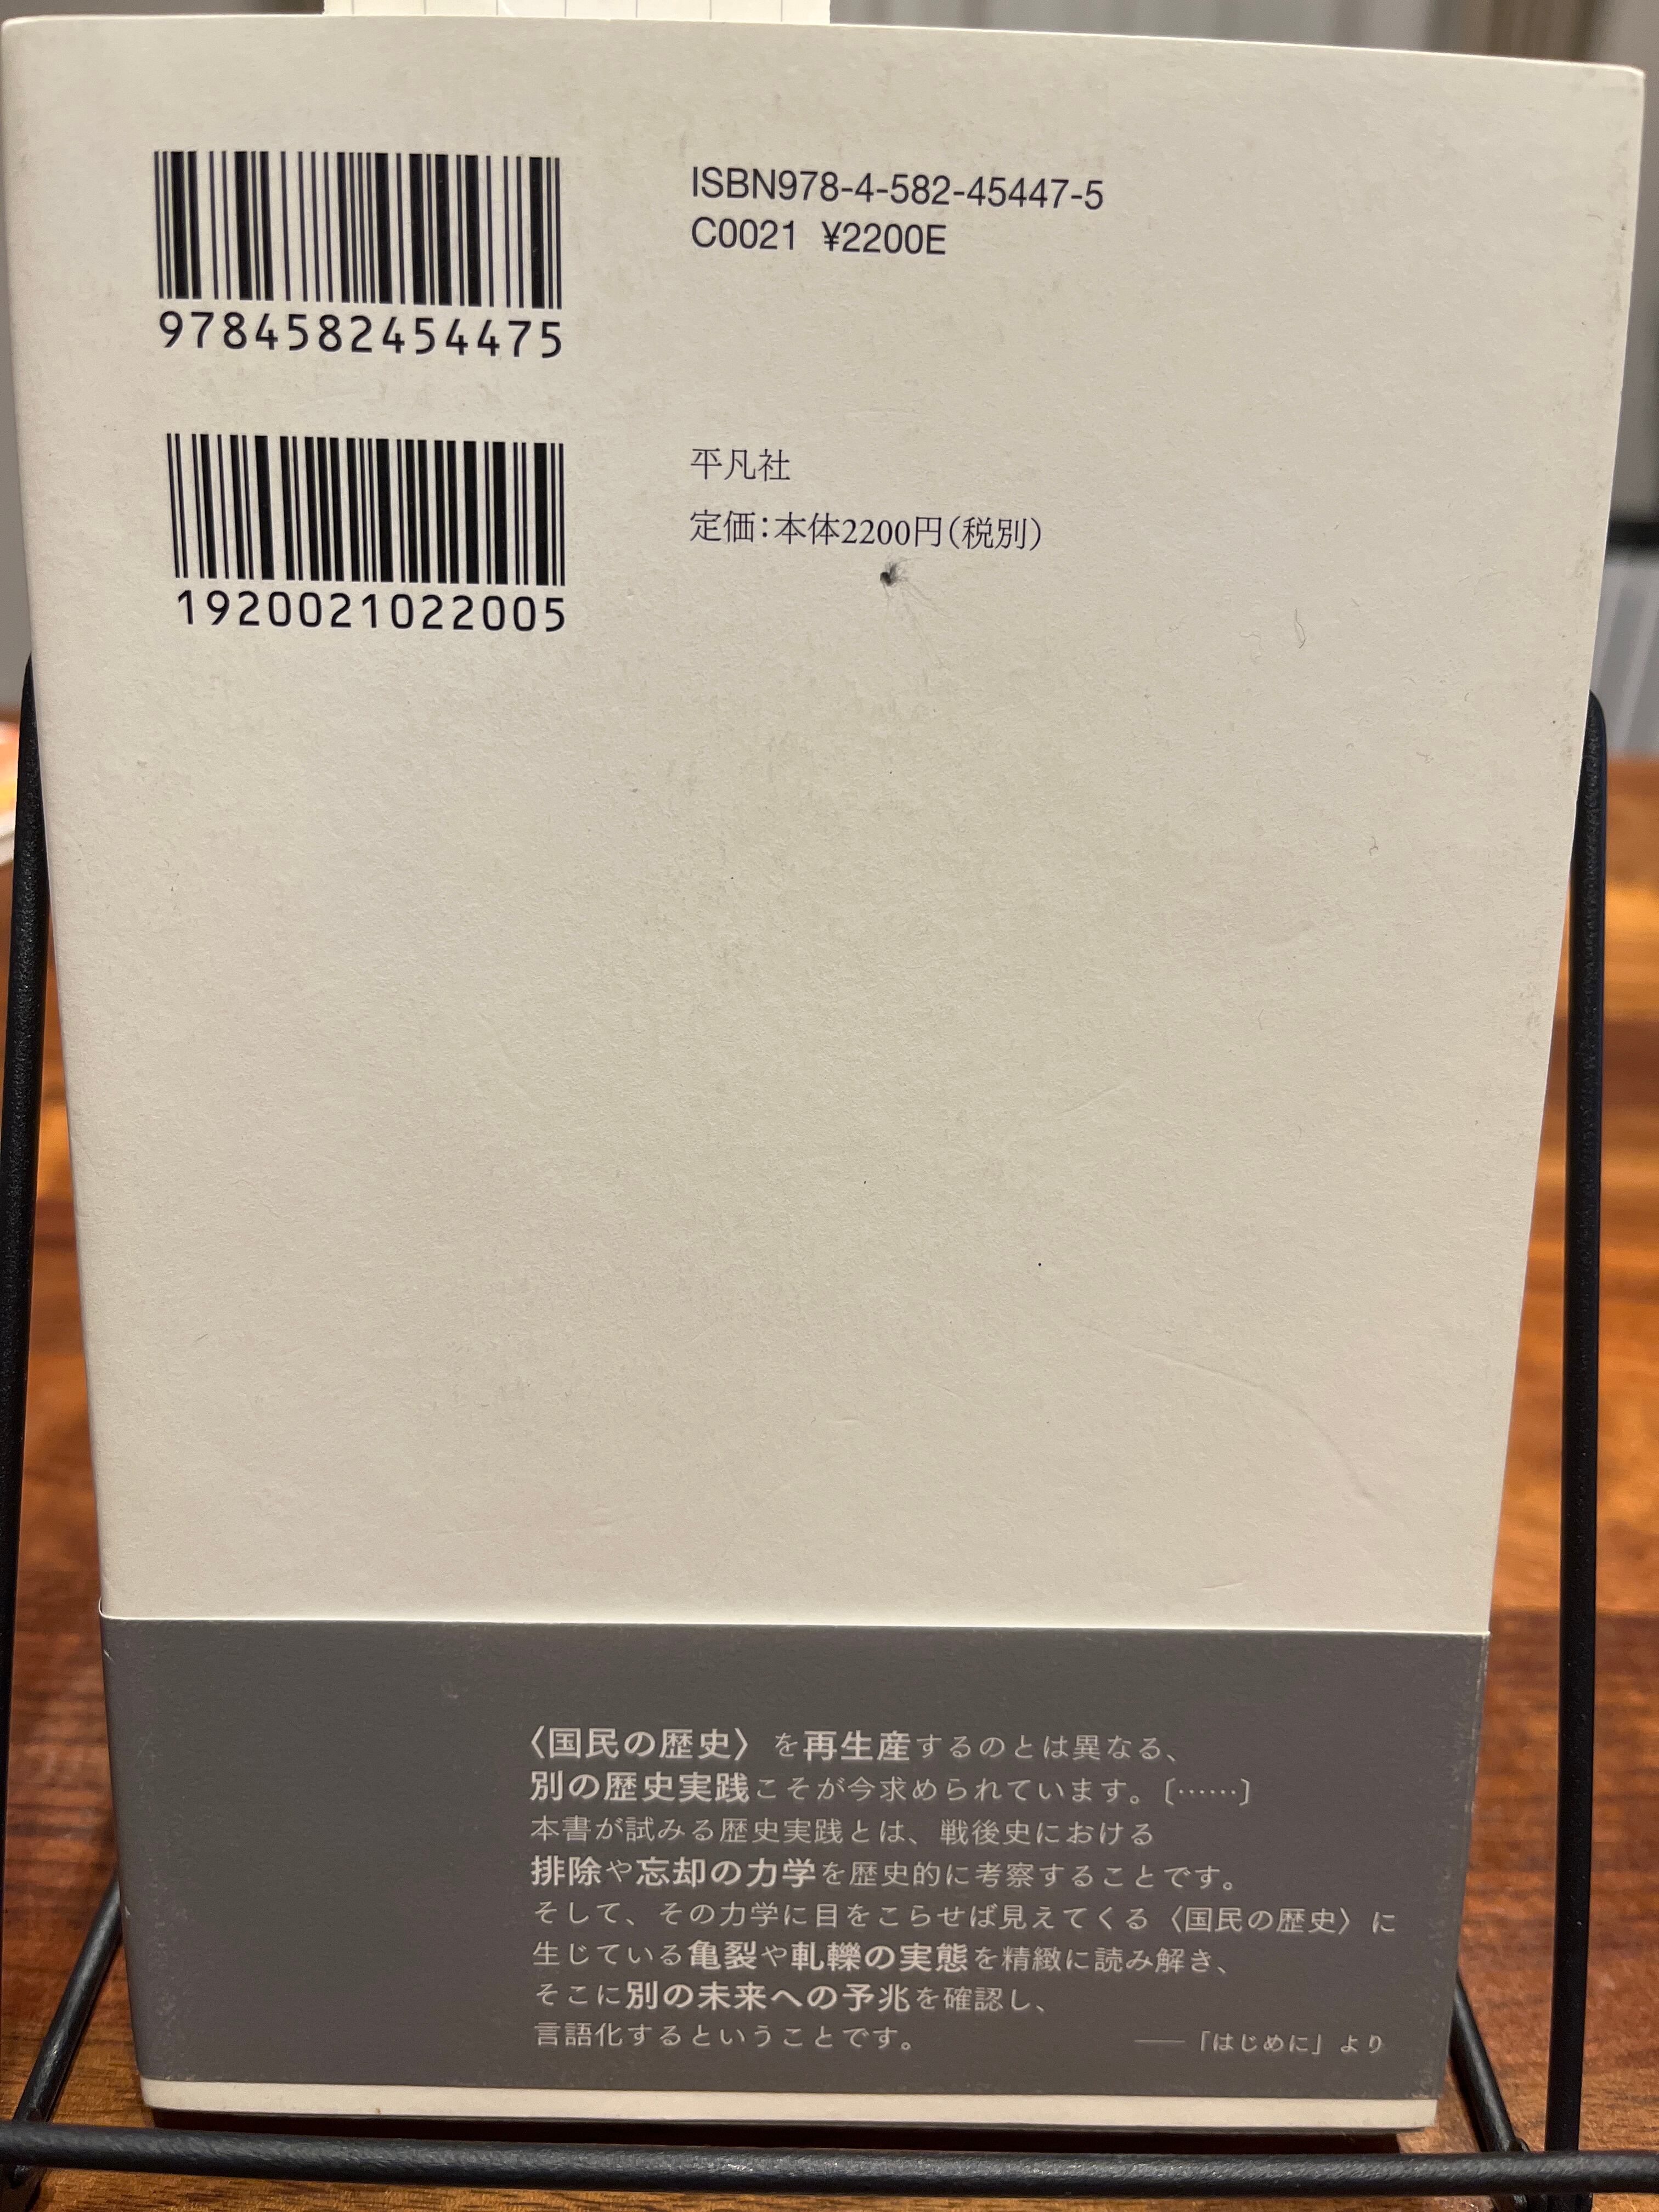 ISBN978-4-582-45447-5
C0021 ¥2200E
9784582454475
平凡社
定価：本体2200円（税別）
1920021022005
〈国民の歴史〉を再生産するのとは異なる、
別の歴史実践こそが今求められています。〔……〕
本書が試みる歴史実践とは、戦後史における
排除や忘却の力学を歴史的に考察することです。
そして、その力学に目をこらせば見えてくる〈国民の歴史〉に
生じている亀裂や軋轢の実態を精緻に読み解き、
そこに別の未来への予兆を確認し、
言語化するということです。
――「はじめに」より